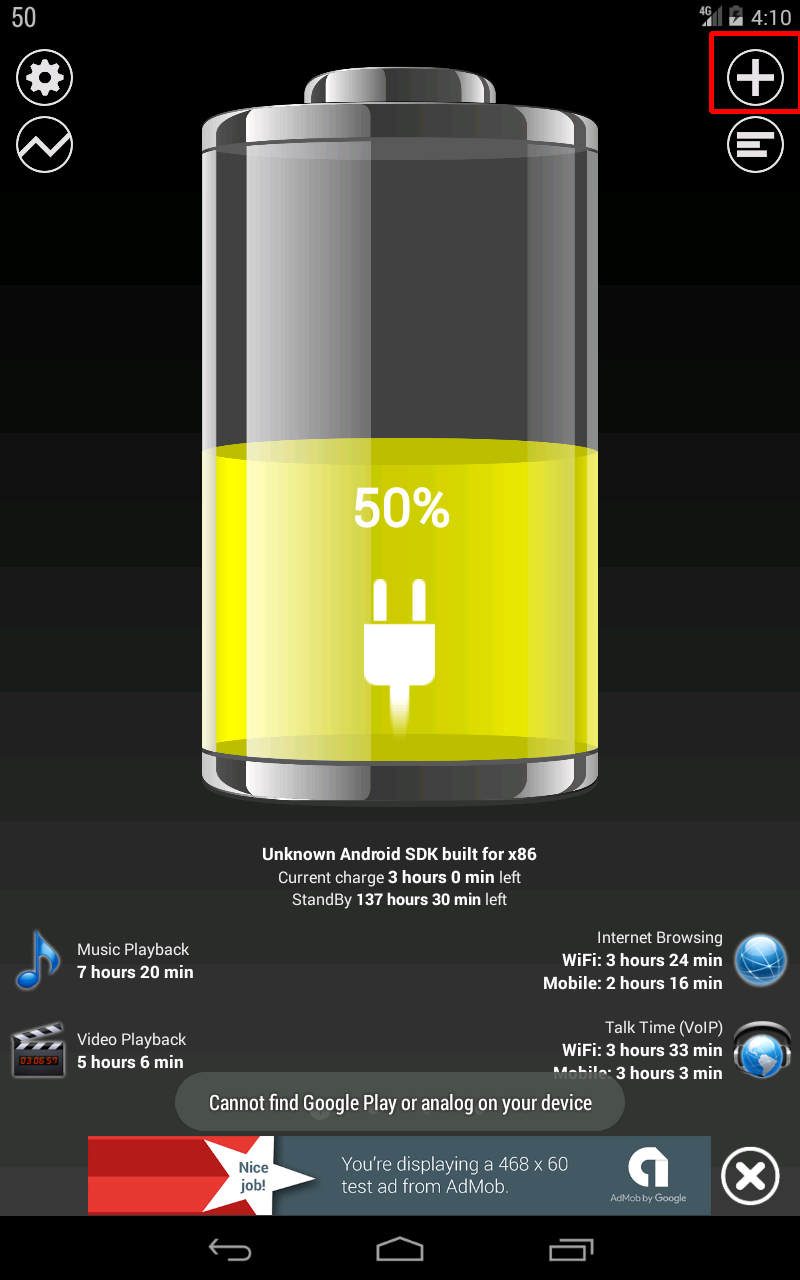 50
4G
4:10
50%
Unknown Android SDK built for x86
Current charge 3 hours 0 min left
StandBy 137 hours 30 min left
Music Playback
7 hours 20 min
Internet Browsing
WiFi: 3 hours 24 min
Mobile: 2 hours 16 min
Video Playback
5 hours 6 min
Talk Time (VoIP)
WiFi: 3 hours 33 min
Mobile: 3 hours 3 min
03:06:57
Cannot find Google Play or analog on your device
Nice
job!
You're displaying a 468 x 60
test ad from AdMob.
AdMob by Google